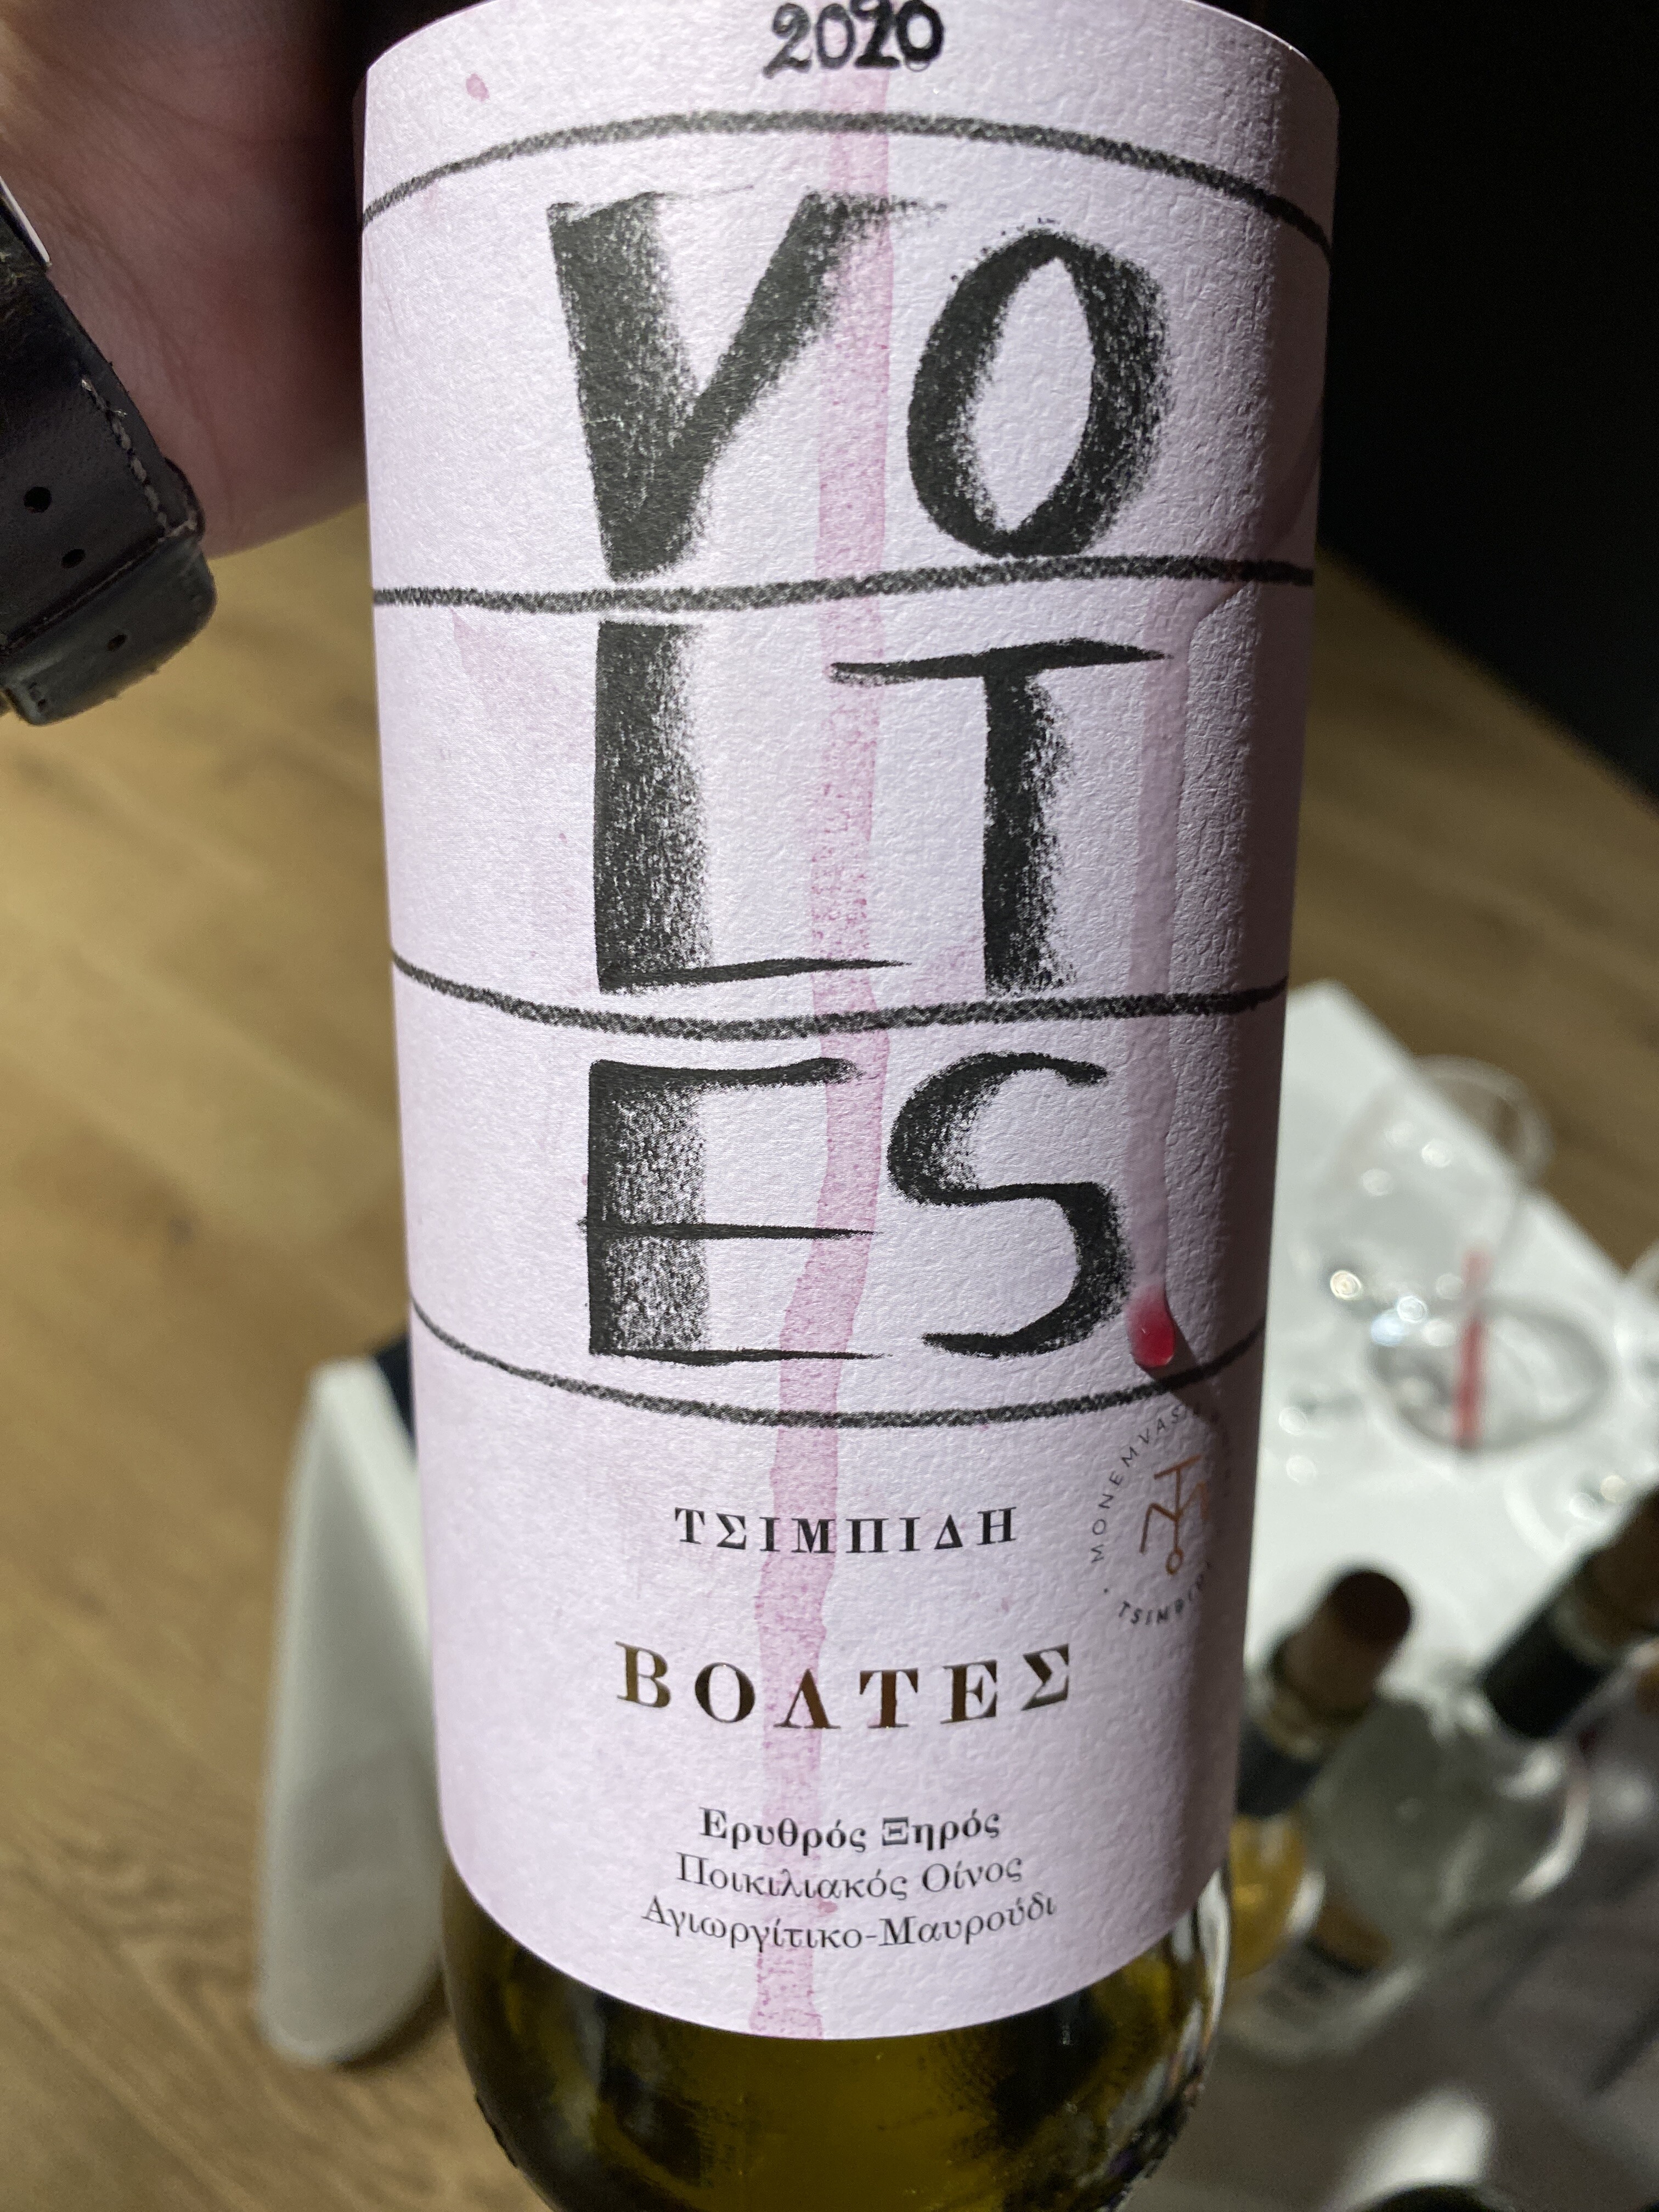 2020
VO
LT
ES
ΤΣΙΜΠΙΔΗ
ΒΟΛΤΕΣ
Ερυθρός Ξηρός
Ποικιλιακός Οίνος
Αγιωργίτικο-Μαυρούδι